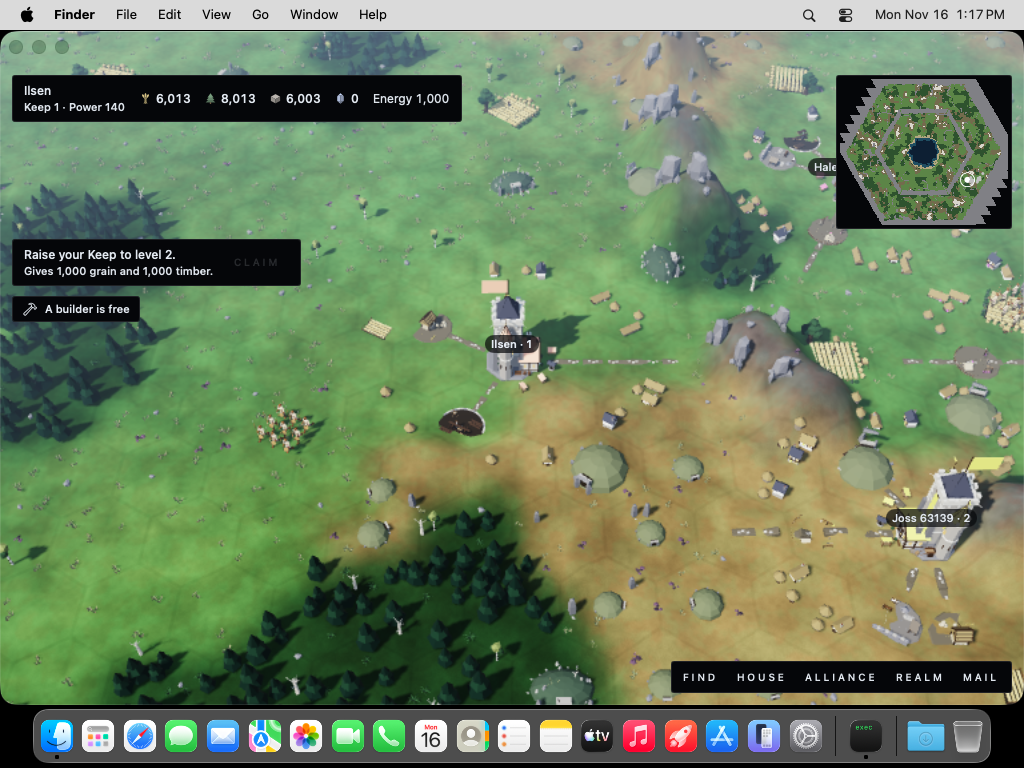 Finder File Edit View Go Window Help Mon Nov 16 1:17 PM
Ilsen
Keep 1 · Power 140
6,013 8,013 6,003 0 Energy 1,000
Hale
Raise your Keep to level 2.
Gives 1,000 grain and 1,000 timber.
CLAIM
A builder is free
Ilsen · 1
Joss 63139 · 2
FIND HOUSE ALLIANCE REALM MAIL
Mon
16
tv
exec